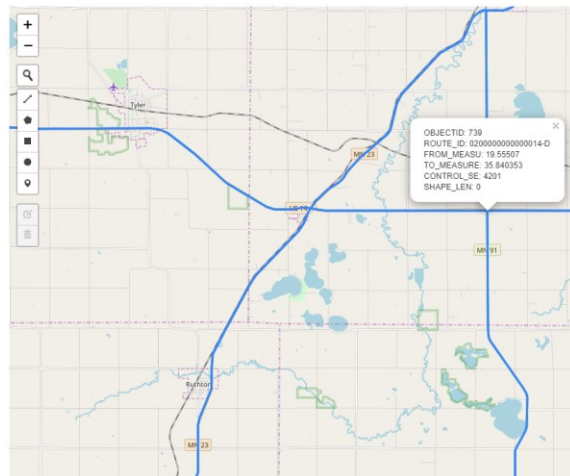 +
−
Tyler
MN 23
×
OBJECTID: 739
ROUTE_ID: 0200000000000014-D
FROM_MEASU: 19.55507
TO_MEASURE: 35.840353
CONTROL_SE: 4201
SHAPE_LEN: 0
US 14
MN 91
Ruthton
MN 23